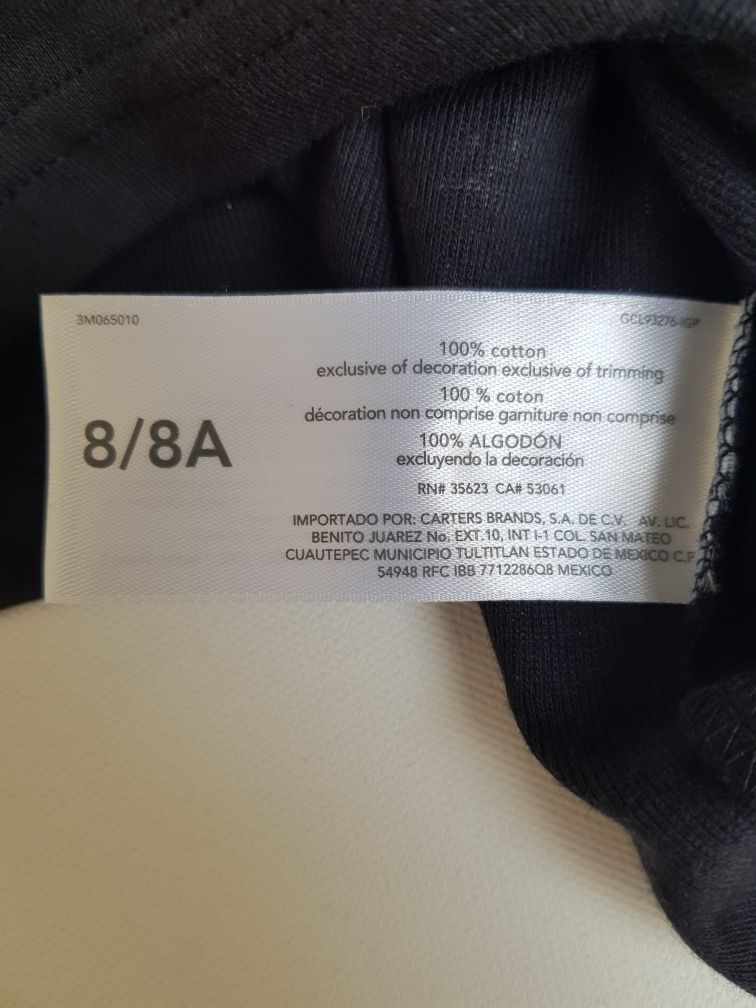 3M065010
GCL93276-IGP
100% cotton
exclusive of decoration exclusive of trimming
100 % coton
décoration non comprise garniture non comprise
8/8A
100% ALGODÓN
excluyendo la decoración
RN# 35623 CA# 53061
IMPORTADO POR: CARTERS BRANDS, S.A. DE C.V. AV. LIC.
BENITO JUAREZ No. EXT.10, INT I-1 COL. SAN MATEO
CUAUTEPEC MUNICIPIO TULTITLAN ESTADO DE MEXICO C.P.
54948 RFC IBB 7712286Q8 MEXICO